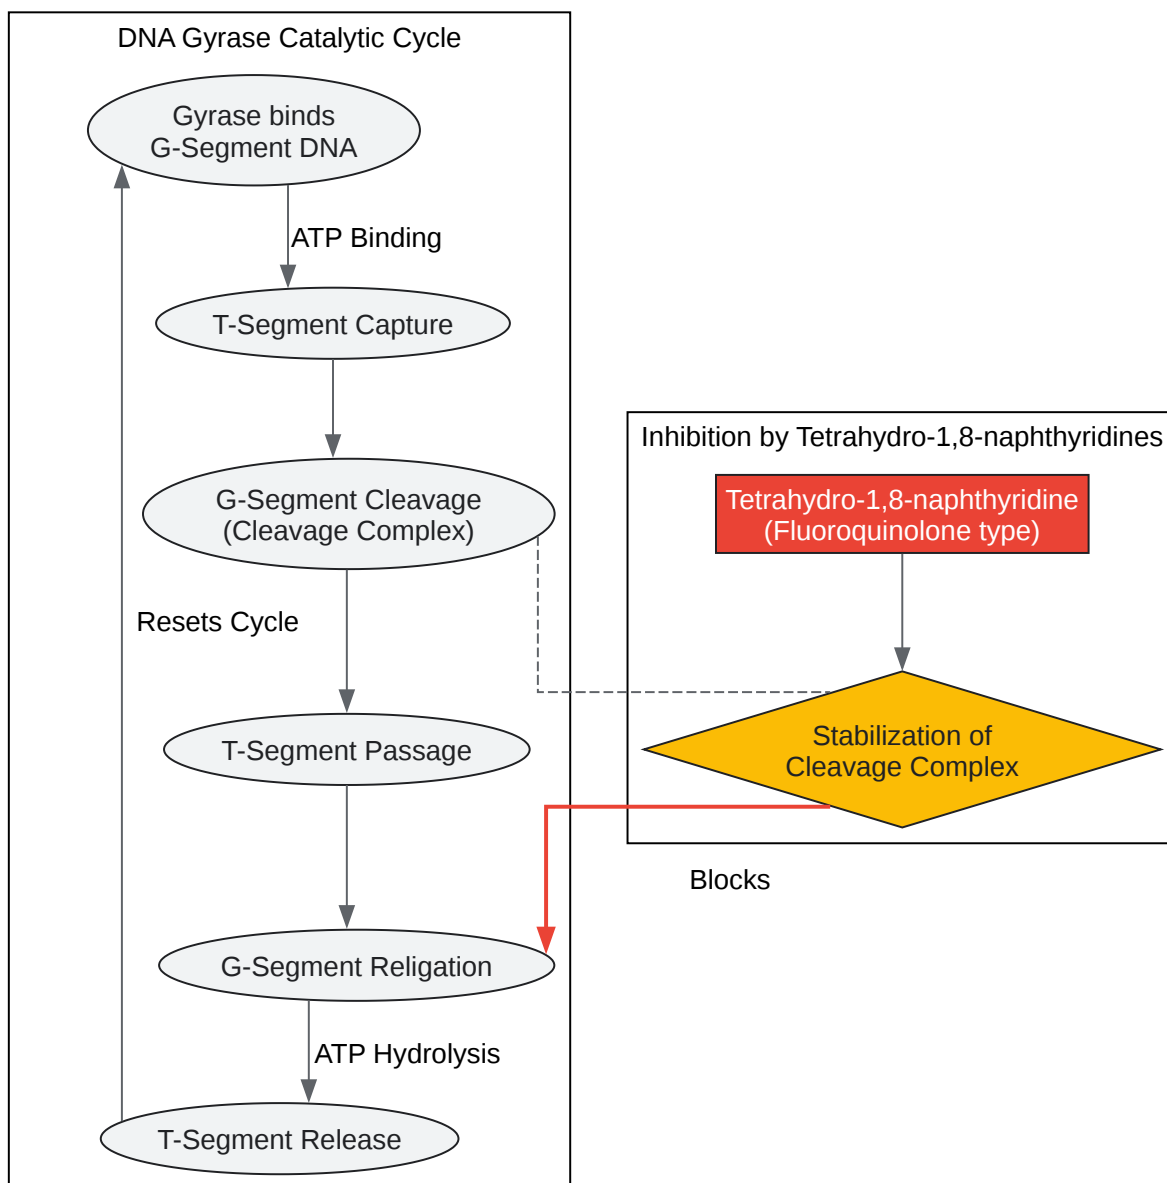 DNA Gyrase Catalytic Cycle
Gyrase binds
G-Segment DNA
ATP Binding
T-Segment Capture
G-Segment Cleavage
(Cleavage Complex)
Resets Cycle
T-Segment Passage
G-Segment Religation
ATP Hydrolysis
T-Segment Release
Inhibition by Tetrahydro-1,8-naphthyridines
Tetrahydro-1,8-naphthyridine
(Fluoroquinolone type)
Stabilization of
Cleavage Complex
Blocks